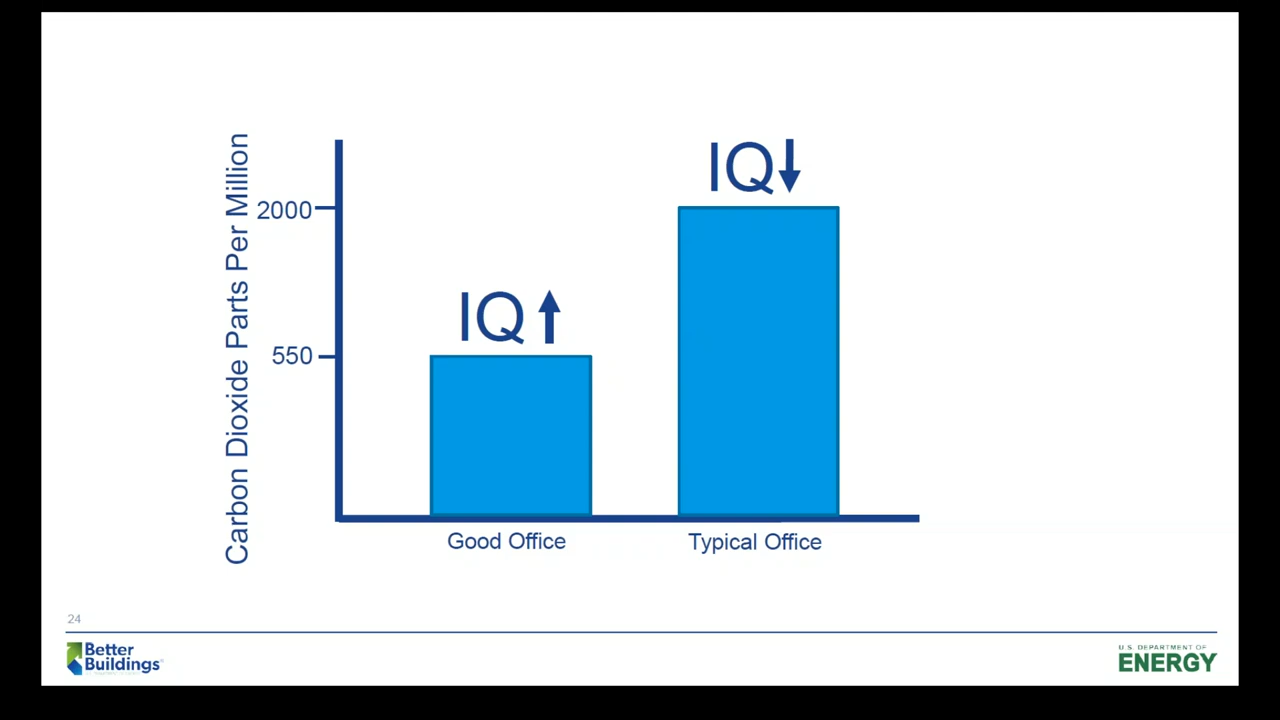 Carbon Dioxide Parts Per Million
2000
550
IQ
IQ
Good Office
Typical Office
24
Better
Buildings
U.S. DEPARTMENT OF
ENERGY